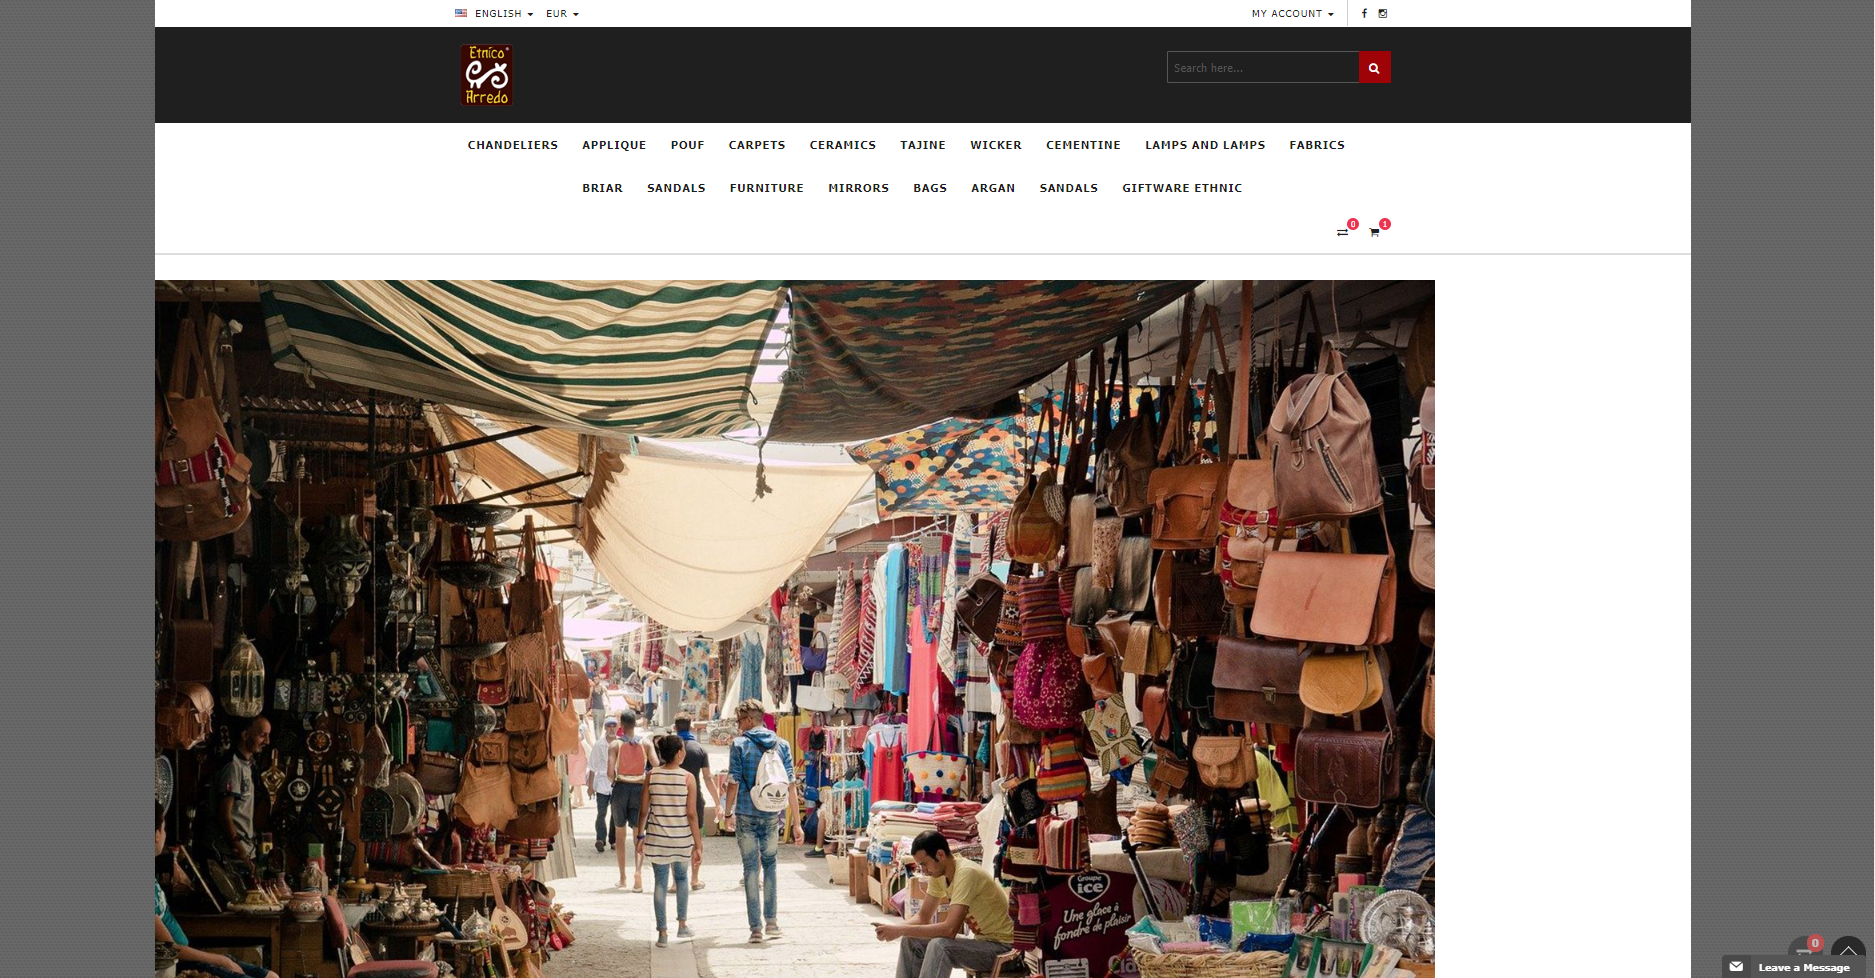 ENGLISH EUR MY ACCOUNT
Etnico
Arredo
Search here...
CHANDELIERS APPLIQUE POUF CARPETS CERAMICS TAJINE WICKER CEMENTINE LAMPS AND LAMPS FABRICS
BRIAR SANDALS FURNITURE MIRRORS BAGS ARGAN SANDALS GIFTWARE ETHNIC
0 1
Groupe
ice
Une glace à
fondre de plaisir
0
Leave a Message